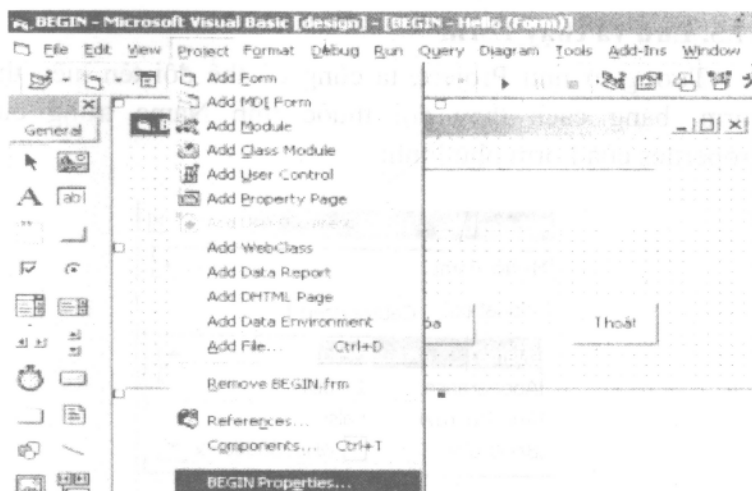 BEGIN - Microsoft Visual Basic [design] - [BEGIN - Hello (Form)]
File Edit View Project Format Debug Run Query Diagram Tools Add-Ins Window
General
A
ab
Add Form
Add MDI Form
Add Module
Add Class Module
Add User Control
Add Property Page
Add WebClass
Add Data Report
Add DHTML Page
Add Data Environment
Add File... Ctrl+D
Remove BEGIN.frm
References...
Components... Ctrl+T
BEGIN Properties...
Thoát